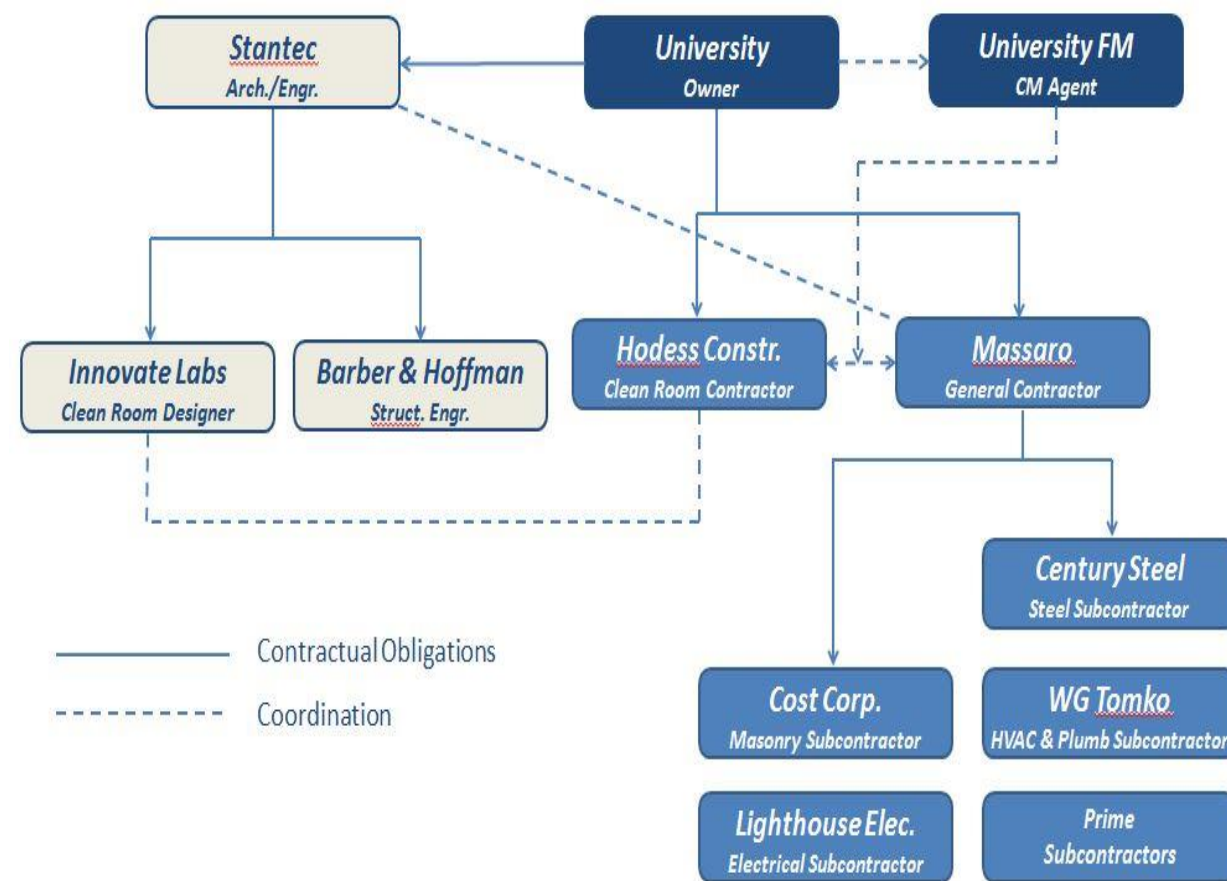 Stantec
Arch./Engr.
University
Owner
University FM
CM Agent
Innovate Labs
Clean Room Designer
Barber & Hoffman
Struct. Engr.
Hodess Constr.
Clean Room Contractor
Massaro
General Contractor
Century Steel
Steel Subcontractor
Contractual Obligations
Coordination
Cost Corp.
Masonry Subcontractor
WG Tomko
HVAC & Plumb Subcontractor
Lighthouse Elec.
Electrical Subcontractor
Prime
Subcontractors